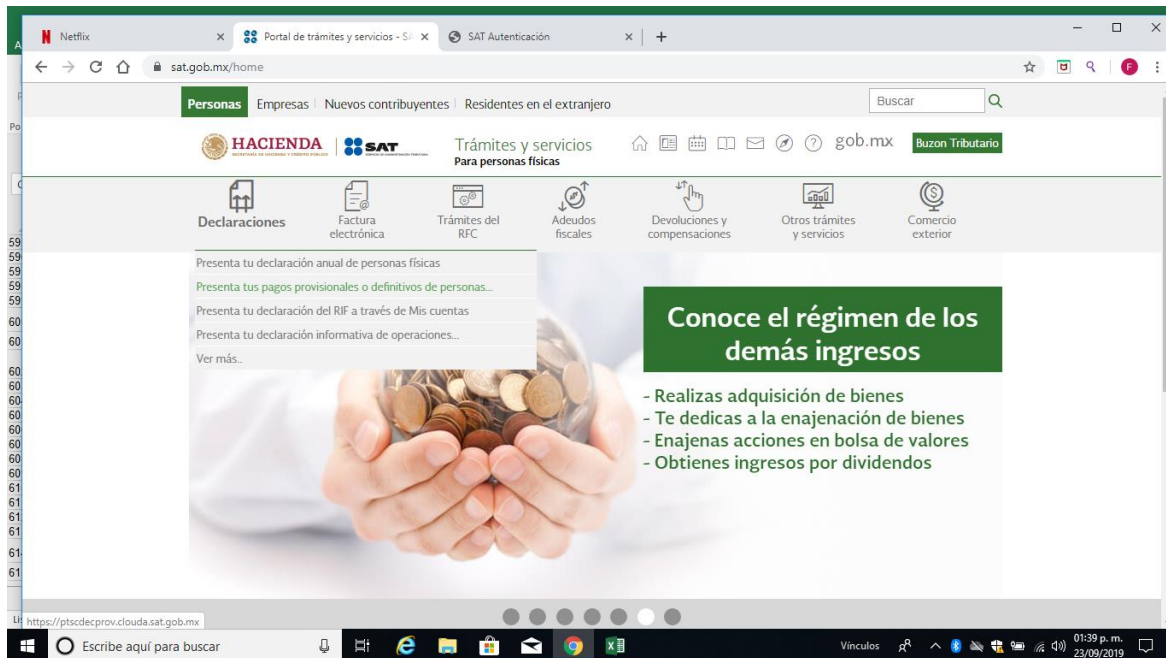 Netflix
Portal de trámites y servicios - SA
SAT Autenticación
sat.gob.mx/home
F
Personas Empresas Nuevos contribuyentes Residentes en el extranjero
Buscar
HACIENDA
SECRETARÍA DE HACIENDA Y CRÉDITO PÚBLICO
SAT
Trámites y servicios
Para personas físicas
gob.mx
Buzon Tributario
Declaraciones
Factura
electrónica
Trámites del
RFC
Adeudos
fiscales
Devoluciones y
compensaciones
Otros trámites
y servicios
Comercio
exterior
Presenta tu declaración anual de personas físicas
Presenta tus pagos provisionales o definitivos de personas...
Presenta tu declaración del RIF a través de Mis cuentas
Presenta tu declaración informativa de operaciones...
Ver más..
Conoce el régimen de los
demás ingresos
- Realizas adquisición de bienes
- Te dedicas a la enajenación de bienes
- Enajenas acciones en bolsa de valores
- Obtienes ingresos por dividendos
https://ptscdecprov.clouda.sat.gob.mx
Escribe aquí para buscar
Vínculos
01:39 p. m.
23/09/2019